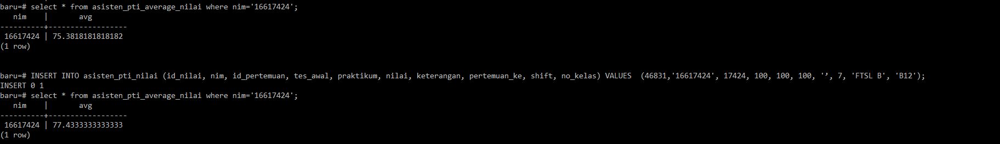 baru=# select * from asisten_pti_average_nilai where nim='16617424';
   nim    |       avg
----------+------------------
 16617424 | 75.3818181818182
(1 row)
baru=# INSERT INTO asisten_pti_nilai (id_nilai, nim, id_pertemuan, tes_awal, praktikum, nilai, keterangan, pertemuan_ke, shift, no_kelas) VALUES  (46831,'16617424', 17424, 100, 100, 100, '’, 7, 'FTSL B', 'B12');
INSERT 0 1
baru=# select * from asisten_pti_average_nilai where nim='16617424';
   nim    |       avg
----------+------------------
 16617424 | 77.4333333333333
(1 row)